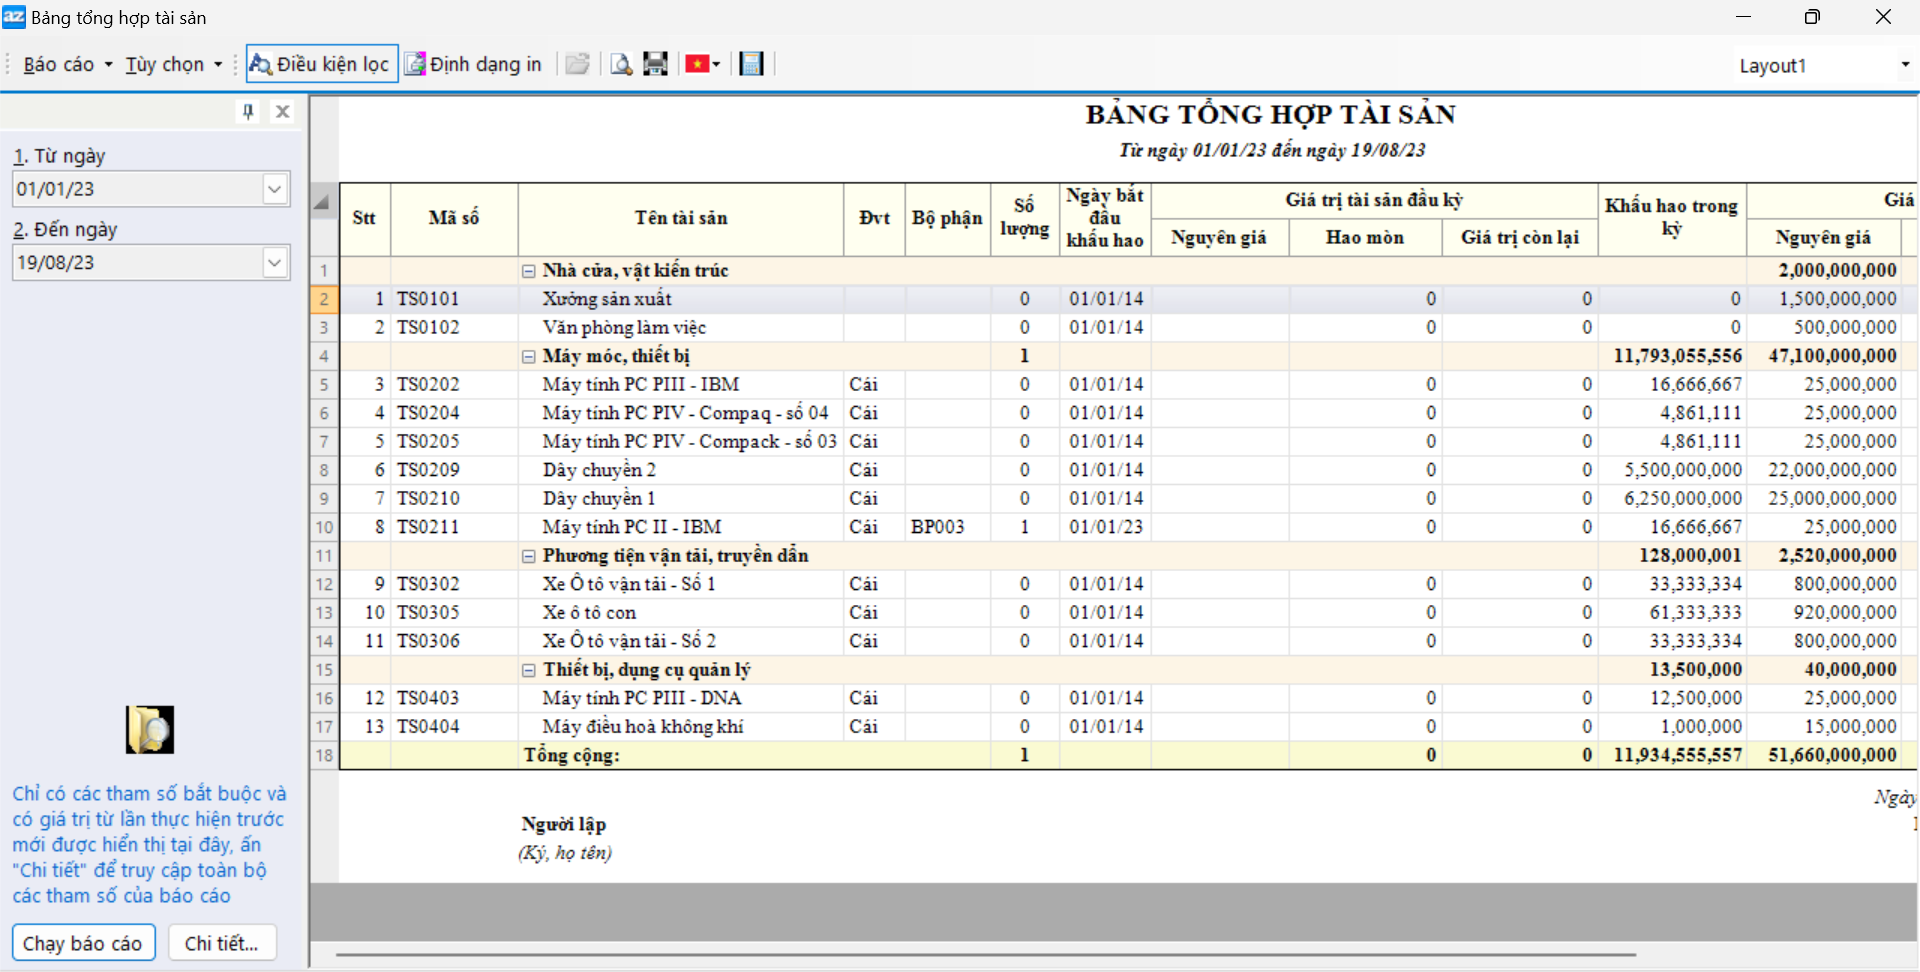 az Bảng tổng hợp tài sản
Báo cáo Tùy chọn Điều kiện lọc Định dạng in Layout1
1. Từ ngày
01/01/23
2. Đến ngày
19/08/23
Chỉ có các tham số bắt buộc và
có giá trị từ lần thực hiện trước
mới được hiển thị tại đây, ấn
"Chi tiết" để truy cập toàn bộ
các tham số của báo cáo
Chạy báo cáo Chi tiết...
BẢNG TỔNG HỢP TÀI SẢN
Từ ngày 01/01/23 đến ngày 19/08/23
Stt Mã số Tên tài sản Đvt Bộ phận Số lượng Ngày bắt đầu khấu hao Giá trị tài sản đầu kỳ Khấu hao trong kỳ Giá
Nguyên giá Hao mòn Giá trị còn lại Nguyên giá
1 Nhà cửa, vật kiến trúc 2,000,000,000
2 1 TS0101 Xưởng sản xuất 0 01/01/14 0 0 0 1,500,000,000
3 2 TS0102 Văn phòng làm việc 0 01/01/14 0 0 0 500,000,000
4 Máy móc, thiết bị 1 11,793,055,556 47,100,000,000
5 3 TS0202 Máy tính PC PIII - IBM Cái 0 01/01/14 0 0 16,666,667 25,000,000
6 4 TS0204 Máy tính PC PIV - Compaq - số 04 Cái 0 01/01/14 0 0 4,861,111 25,000,000
7 5 TS0205 Máy tính PC PIV - Compack - số 03 Cái 0 01/01/14 0 0 4,861,111 25,000,000
8 6 TS0209 Dây chuyền 2 Cái 0 01/01/14 0 0 5,500,000,000 22,000,000,000
9 7 TS0210 Dây chuyền 1 Cái 0 01/01/14 0 0 6,250,000,000 25,000,000,000
10 8 TS0211 Máy tính PC II - IBM Cái BP003 1 01/01/23 0 0 16,666,667 25,000,000
11 Phương tiện vận tải, truyền dẫn 128,000,001 2,520,000,000
12 9 TS0302 Xe Ô tô vận tải - Số 1 Cái 0 01/01/14 0 0 33,333,334 800,000,000
13 10 TS0305 Xe ô tô con Cái 0 01/01/14 0 0 61,333,333 920,000,000
14 11 TS0306 Xe Ô tô vận tải - Số 2 Cái 0 01/01/14 0 0 33,333,334 800,000,000
15 Thiết bị, dụng cụ quản lý 13,500,000 40,000,000
16 12 TS0403 Máy tính PC PIII - DNA Cái 0 01/01/14 0 0 12,500,000 25,000,000
17 13 TS0404 Máy điều hoà không khí Cái 0 01/01/14 0 0 1,000,000 15,000,000
18 Tổng cộng: 1 0 0 11,934,555,557 51,660,000,000
Ngày
Người lập
(Ký, họ tên)